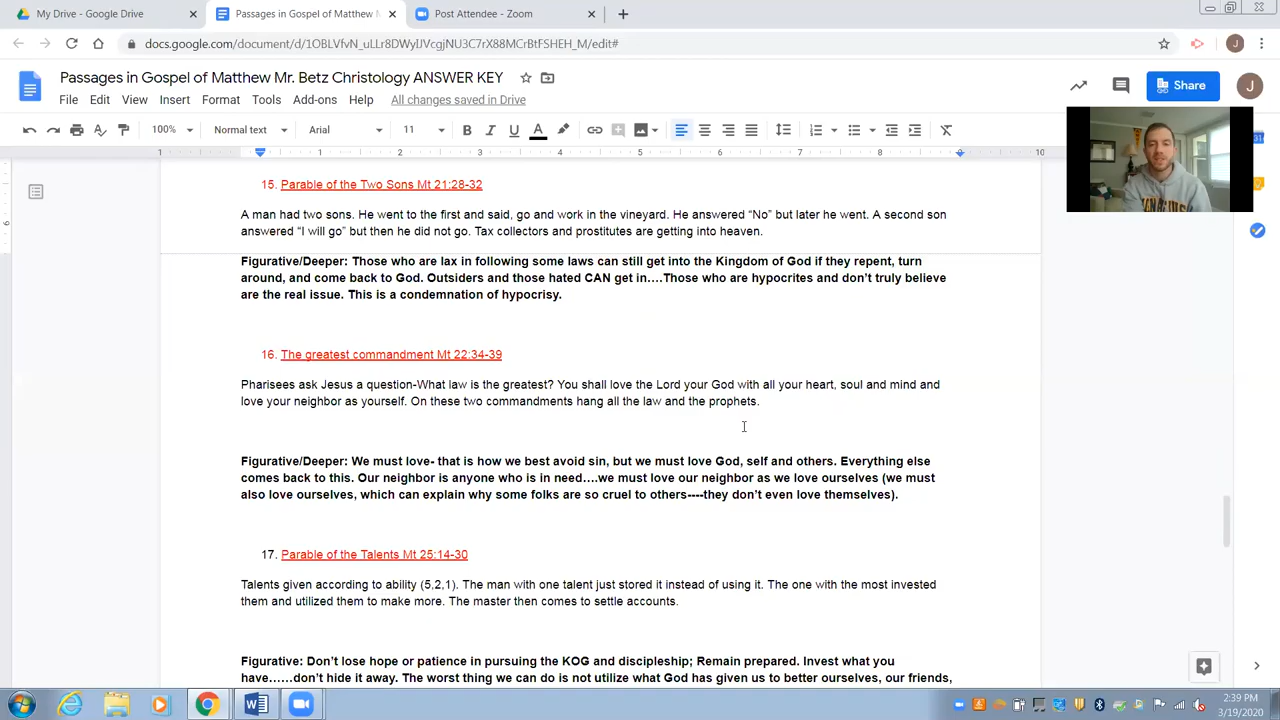 My Drive - Google Drive
Passages in Gospel of Matthew M
Post Attendee - Zoom
docs.google.com/document/d/1OBLVfvN_uLLr8DWyIJVcgjNU3C7rX88MCrBtFSHEH_M/edit#
Passages in Gospel of Matthew Mr. Betz Christology ANSWER KEY
File Edit View Insert Format Tools Add-ons Help All changes saved in Drive
Share
J
100% Normal text Arial 11 B I U A
1 1 2 3 4 5 6 7 8 9 10
15. Parable of the Two Sons Mt 21:28-32
A man had two sons. He went to the first and said, go and work in the vineyard. He answered “No” but later he went. A second son
answered “I will go” but then he did not go. Tax collectors and prostitutes are getting into heaven.
Figurative/Deeper: Those who are lax in following some laws can still get into the Kingdom of God if they repent, turn
around, and come back to God. Outsiders and those hated CAN get in....Those who are hypocrites and don’t truly believe
are the real issue. This is a condemnation of hypocrisy.
16. The greatest commandment Mt 22:34-39
Pharisees ask Jesus a question-What law is the greatest? You shall love the Lord your God with all your heart, soul and mind and
love your neighbor as yourself. On these two commandments hang all the law and the prophets.
Figurative/Deeper: We must love- that is how we best avoid sin, but we must love God, self and others. Everything else
comes back to this. Our neighbor is anyone who is in need....we must love our neighbor as we love ourselves (we must
also love ourselves, which can explain why some folks are so cruel to others----they don’t even love themselves).
17. Parable of the Talents Mt 25:14-30
Talents given according to ability (5,2,1). The man with one talent just stored it instead of using it. The one with the most invested
them and utilized them to make more. The master then comes to settle accounts.
Figurative: Don’t lose hope or patience in pursuing the KOG and discipleship; Remain prepared. Invest what you
have......don’t hide it away. The worst thing we can do is not utilize what God has given us to better ourselves, our friends,
2:39 PM
3/19/2020